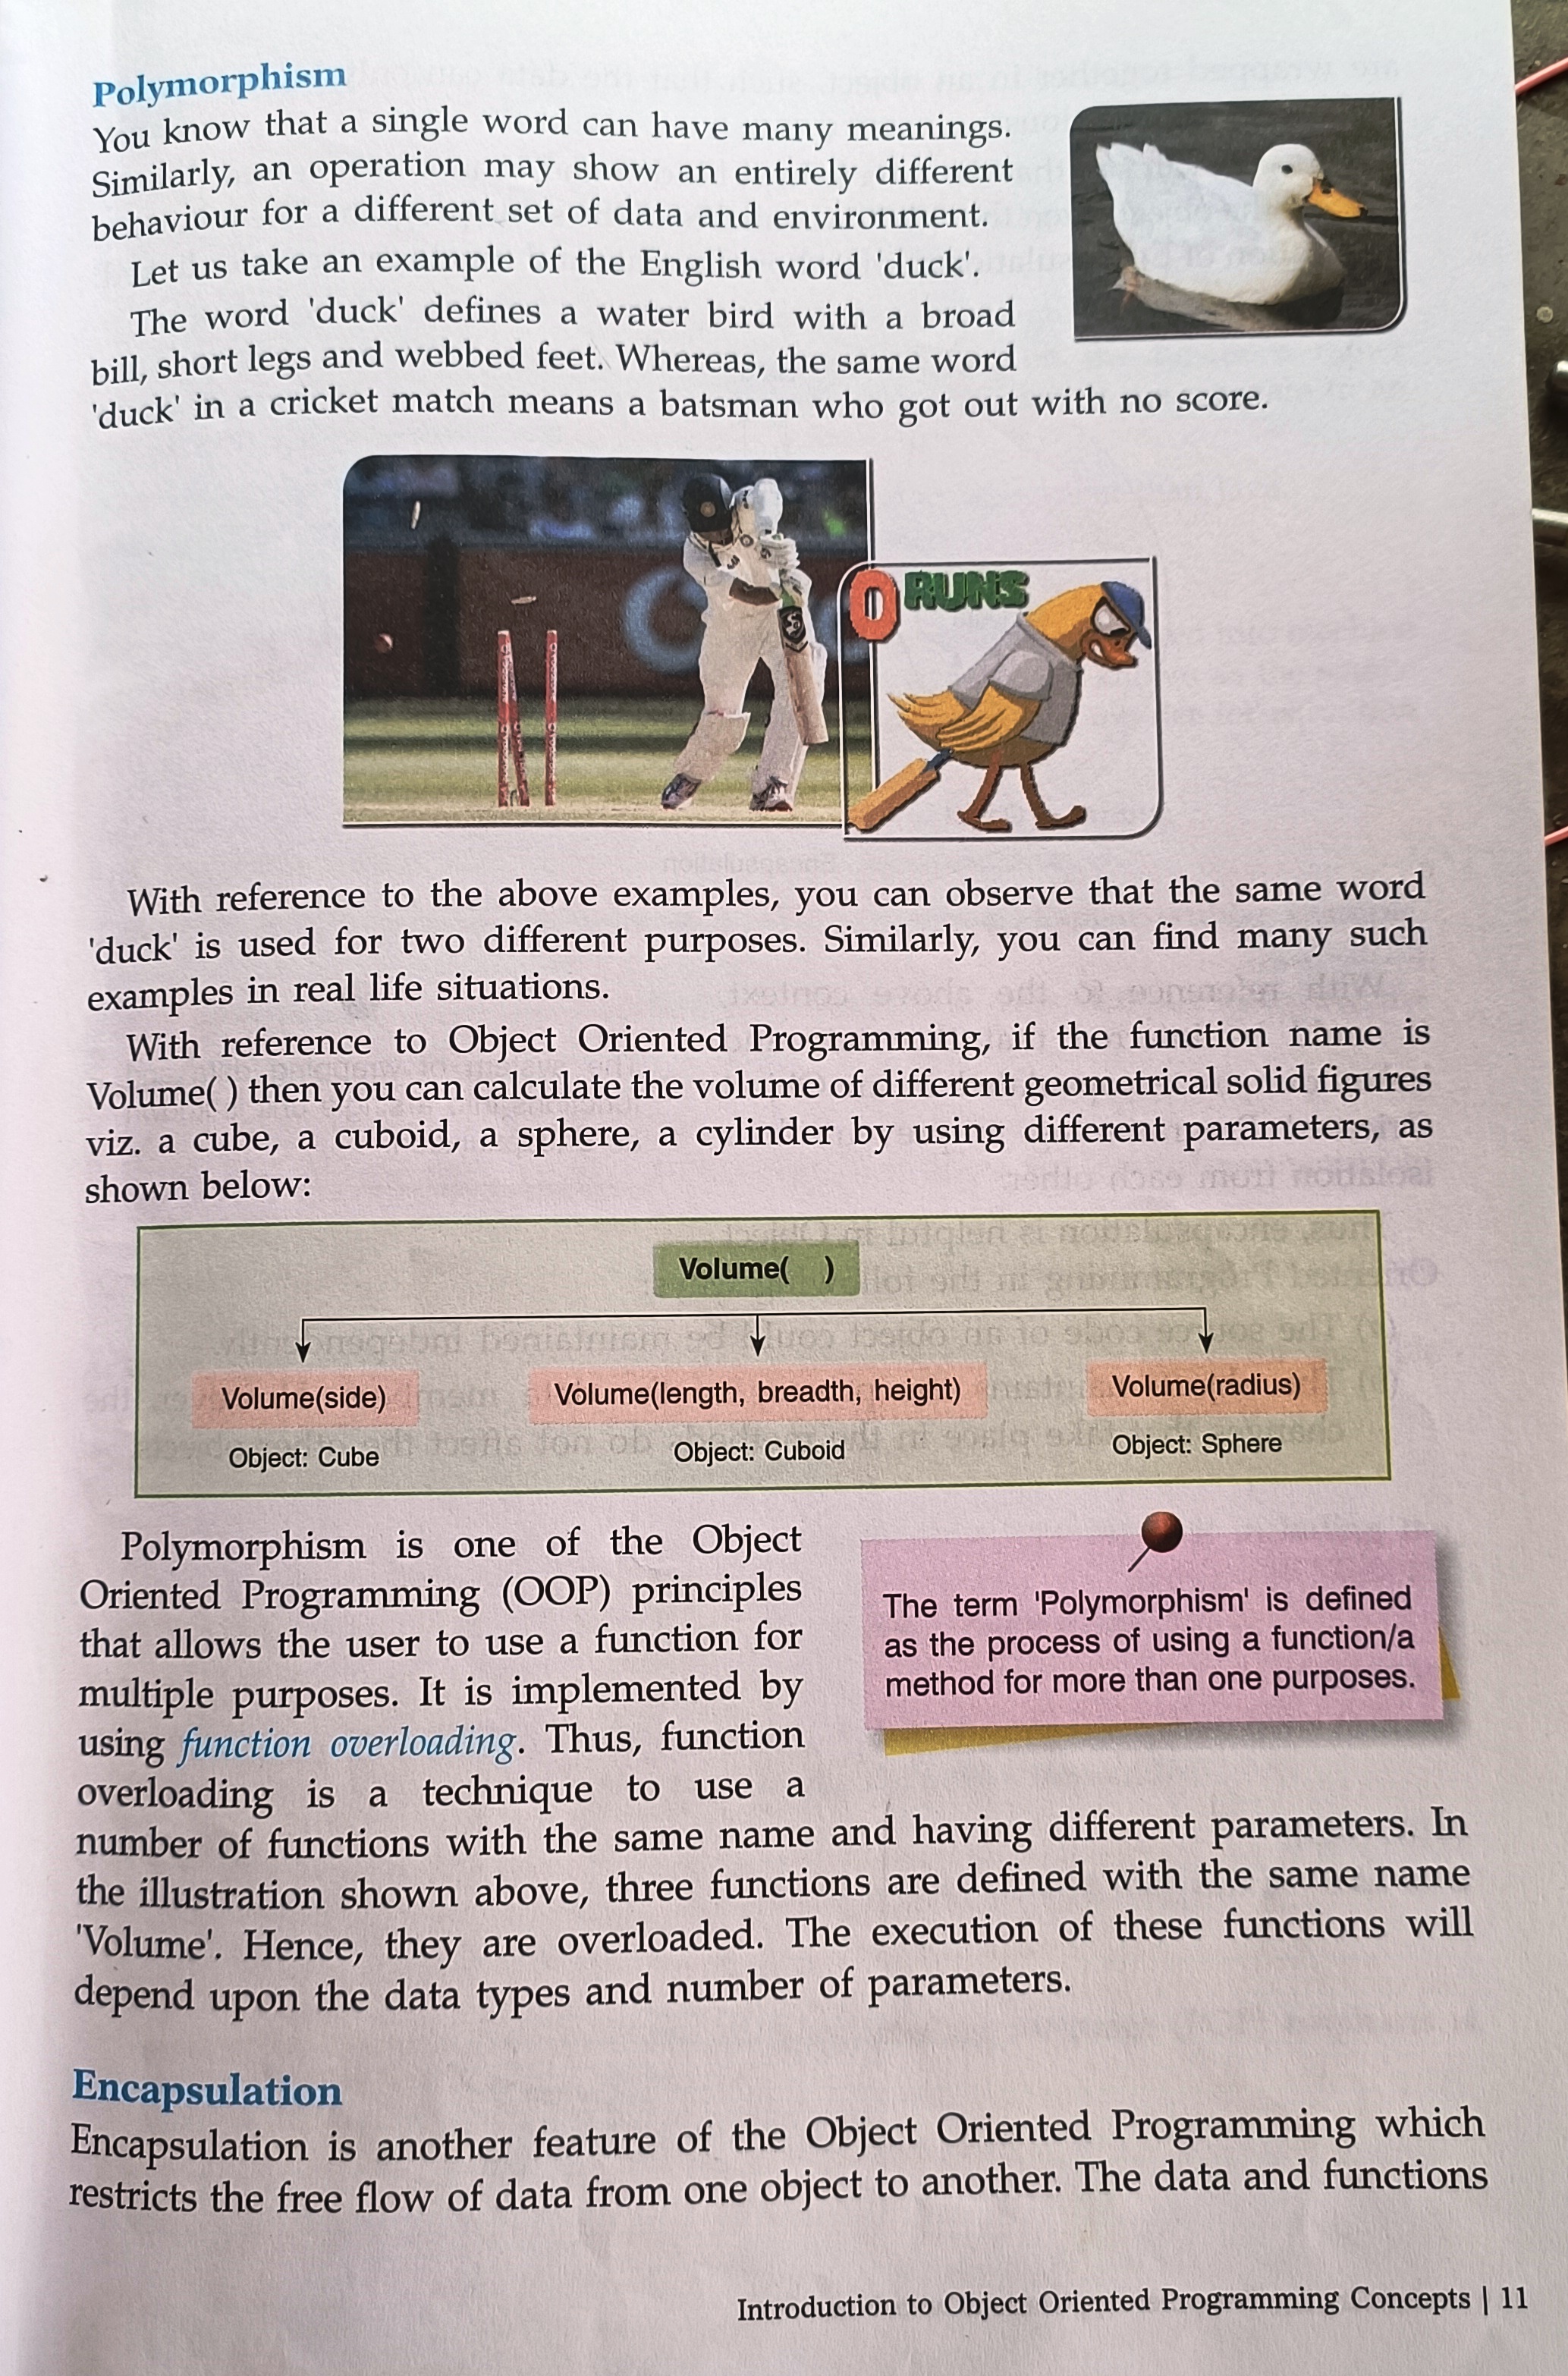 Polymorphism
You know that a single word can have many meanings.
Similarly, an operation may show an entirely different
behaviour for a different set of data and environment.
Let us take an example of the English word 'duck'.
The word 'duck' defines a water bird with a broad
bill, short legs and webbed feet. Whereas, the same word
'duck' in a cricket match means a batsman who got out with no score.
0 RUNS
With reference to the above examples, you can observe that the same word
'duck' is used for two different purposes. Similarly, you can find many such
examples in real life situations.
With reference to Object Oriented Programming, if the function name is
Volume( ) then you can calculate the volume of different geometrical solid figures
viz. a cube, a cuboid, a sphere, a cylinder by using different parameters, as
shown below:
Volume( )
Volume(side)
Volume(length, breadth, height)
Volume(radius)
Object: Cube
Object: Cuboid
Object: Sphere
Polymorphism is one of the Object
Oriented Programming (OOP) principles
that allows the user to use a function for
multiple purposes. It is implemented by
using function overloading. Thus, function
overloading is a technique to use a
number of functions with the same name and having different parameters. In
the illustration shown above, three functions are defined with the same name
'Volume'. Hence, they are overloaded. The execution of these functions will
depend upon the data types and number of parameters.
The term 'Polymorphism' is defined
as the process of using a function/a
method for more than one purposes.
Encapsulation
Encapsulation is another feature of the Object Oriented Programming which
restricts the free flow of data from one object to another. The data and functions
Introduction to Object Oriented Programming Concepts | 11